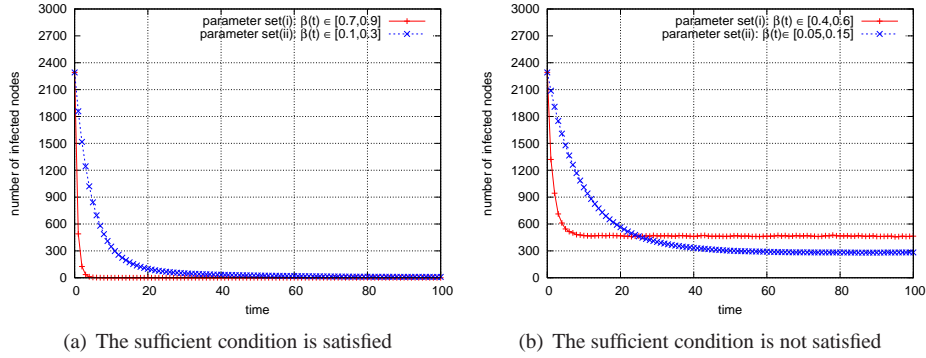 parameter set(i): β(t) ∈ [0.7,0.9]
parameter set(ii): β(t) ∈ [0.1,0.3]
number of infected nodes
3000
2700
2400
2100
1800
1500
1200
900
600
300
0
0 20 40 60 80 100
time
(a) The sufficient condition is satisfied
parameter set(i): β(t) ∈ [0.4,0.6]
parameter set(ii): β(t)∈ [0.05,0.15]
number of infected nodes
3000
2700
2400
2100
1800
1500
1200
900
600
300
0
0 20 40 60 80 100
time
(b) The sufficient condition is not satisfied